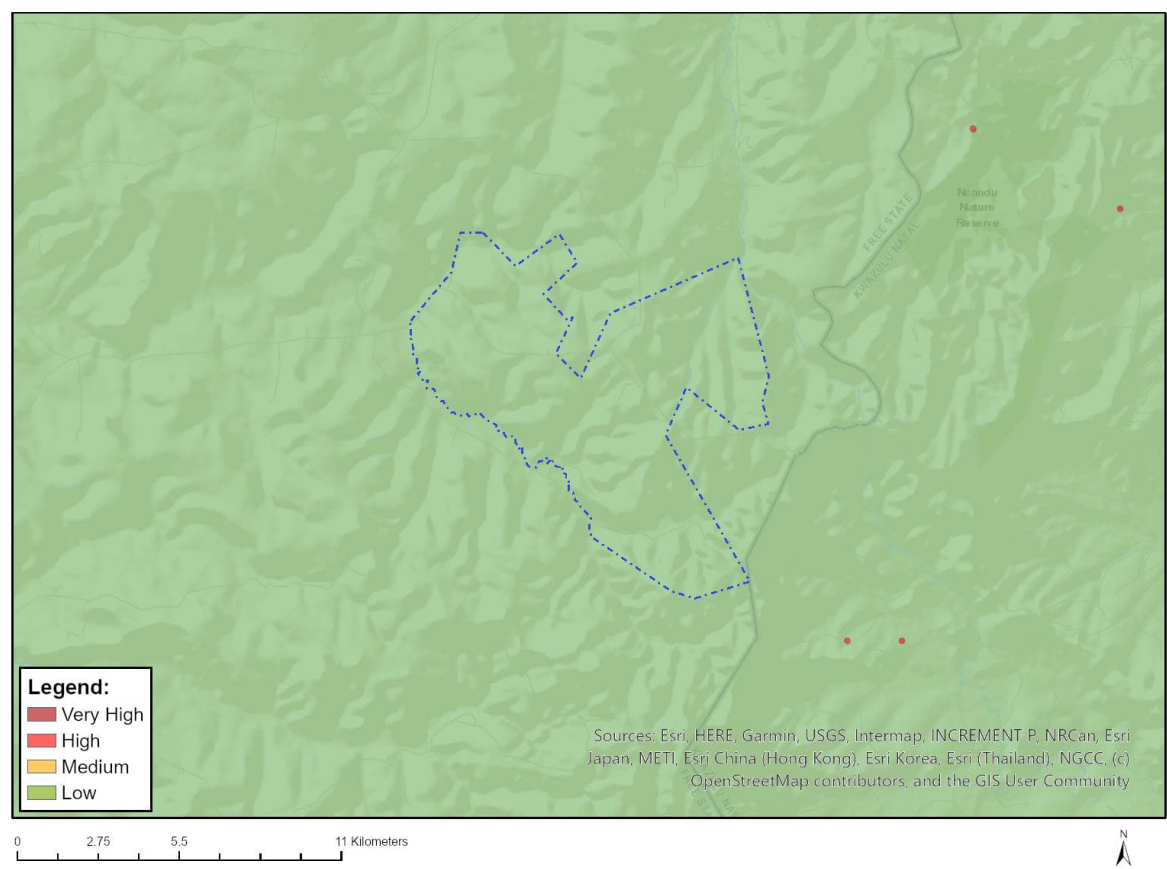 Ncandu
Nature
Reserve
FREE STATE
KWAZULU NATAL
Legend:
Very High
High
Medium
Low
Sources: Esri, HERE, Garmin, USGS, Intermap, INCREMENT P, NRCan, Esri
Japan, METI, Esri China (Hong Kong), Esri Korea, Esri (Thailand), NGCC, (c)
OpenStreetMap contributors, and the GIS User Community
0 2.75 5.5 11 Kilometers
N